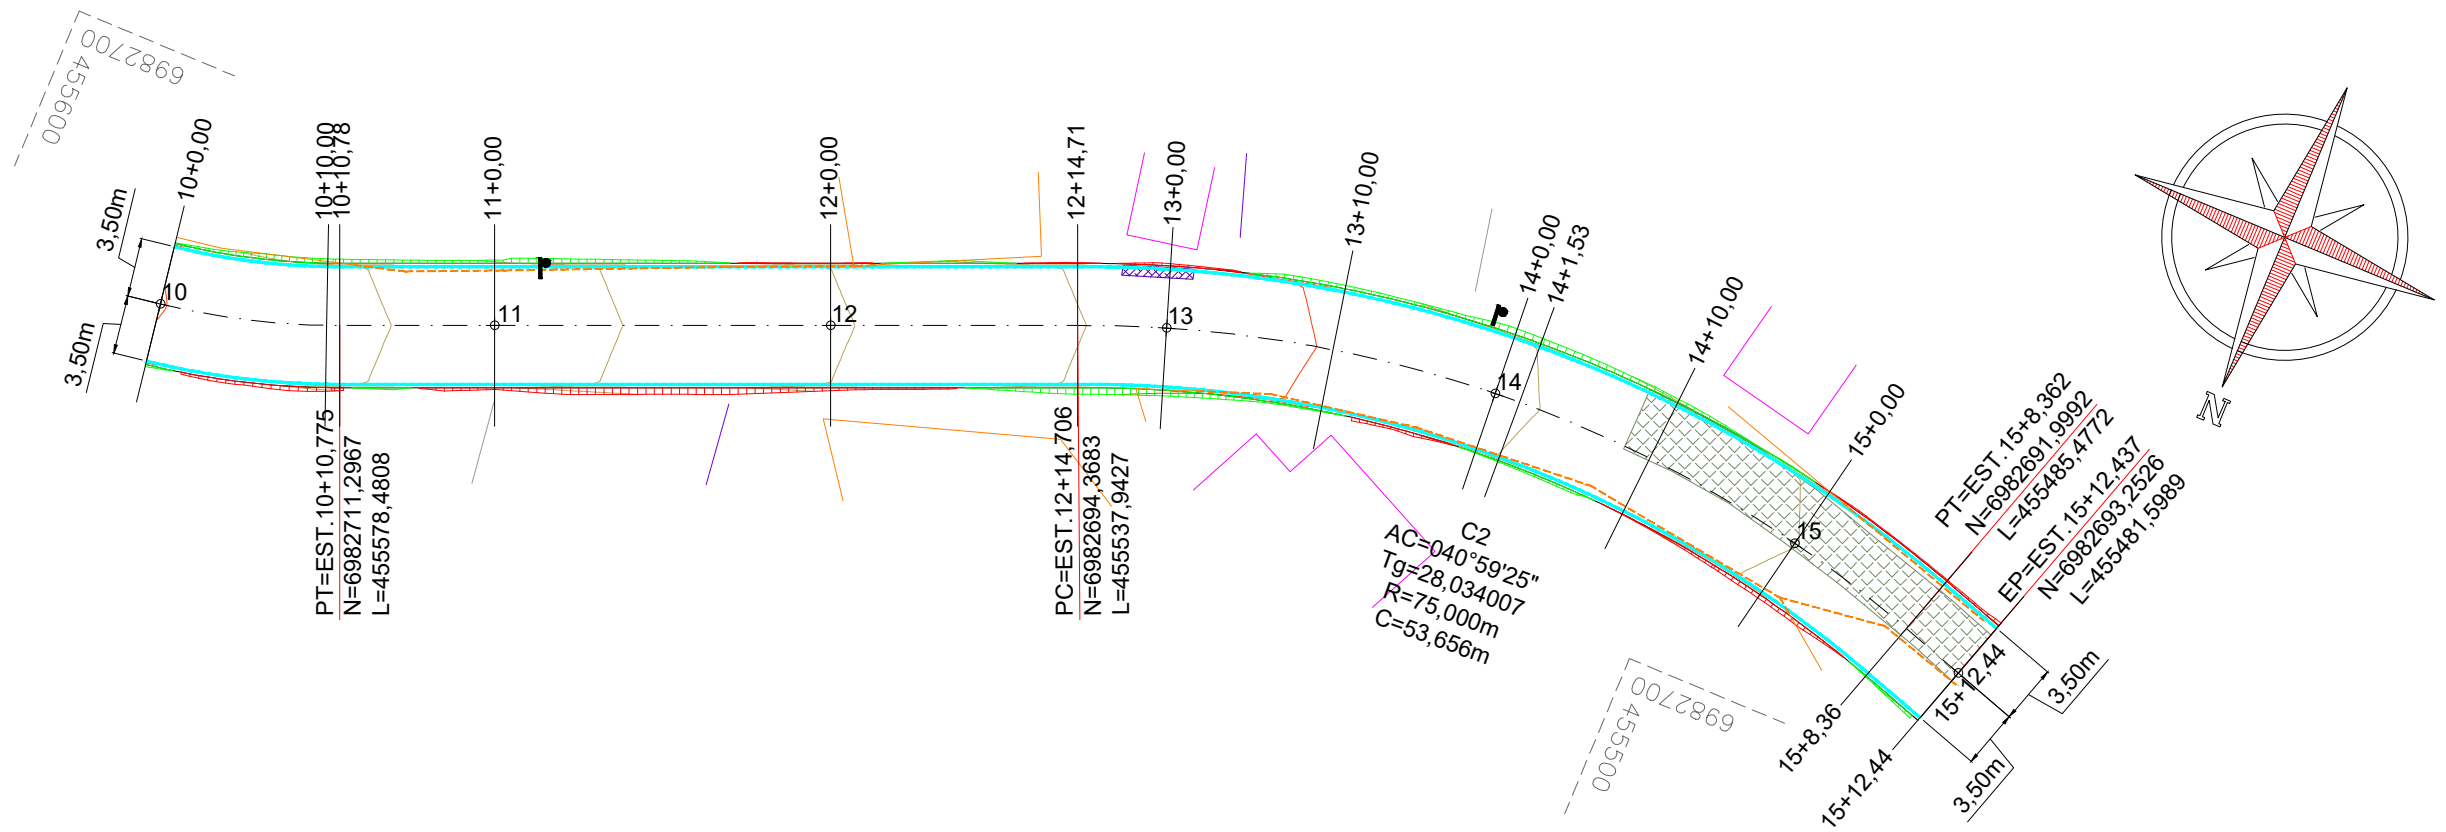 6982700
455600
3,50m
3,50m
10+0,00
10
10+10,00
10+10,78
PT=EST.10+10,775
N=6982711,2967
L=455578,4808
11+0,00
11
12+0,00
12
12+14,71
PC=EST.12+14,706
N=6982694,3683
L=455537,9427
13+0,00
13
13+10,00
14+0,00
14+1,53
14
C2
AC=040°59'25"
Tg=28,034007
R=75,000m
C=53,656m
14+10,00
15+0,00
15
PT=EST.15+8,362
N=6982691,9992
L=455485,4772
EP=EST.15+12,437
N=6982693,2526
L=455481,5989
15+12,44
15+8,36
15+12,44
3,50m
3,50m
6982700
455500
N